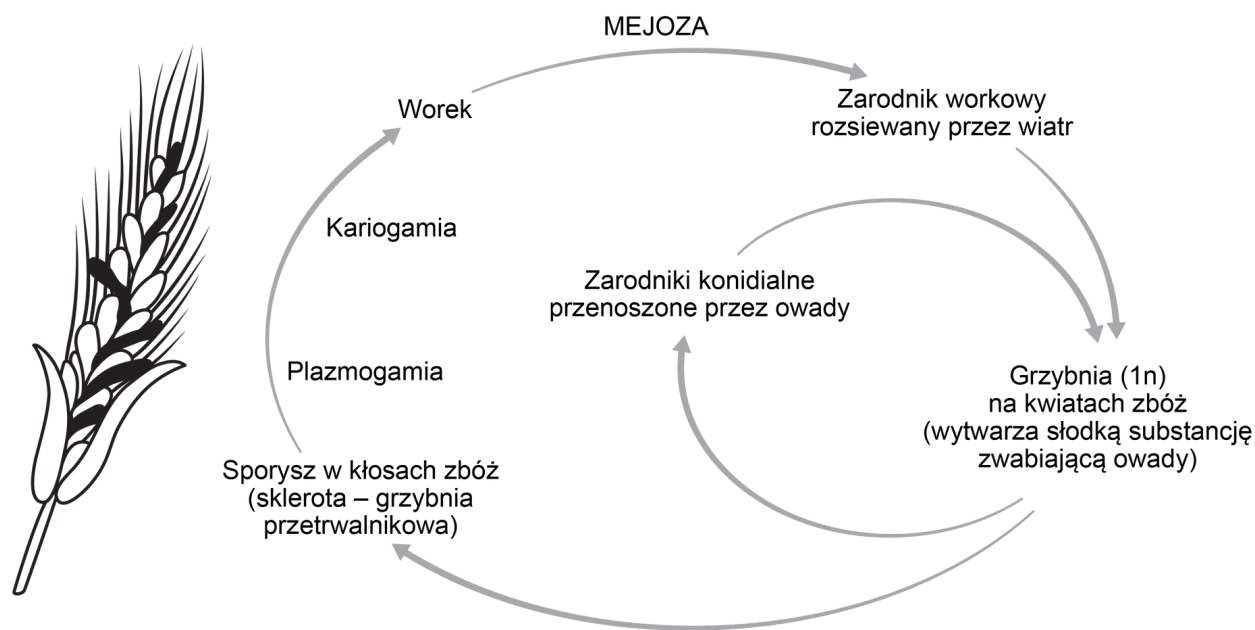 MEJOZA
Worek
Zarodnik workowy
rozsiewany przez wiatr
Kariogamia
Zarodniki konidialne
przenoszone przez owady
Plazmogamia
Grzybnia (1n)
na kwiatach zbóż
(wytwarza słodką substancję
zwabiającą owady)
Sporysz w kłosach zbóż
(sklerota – grzybnia
przetrwalnikowa)